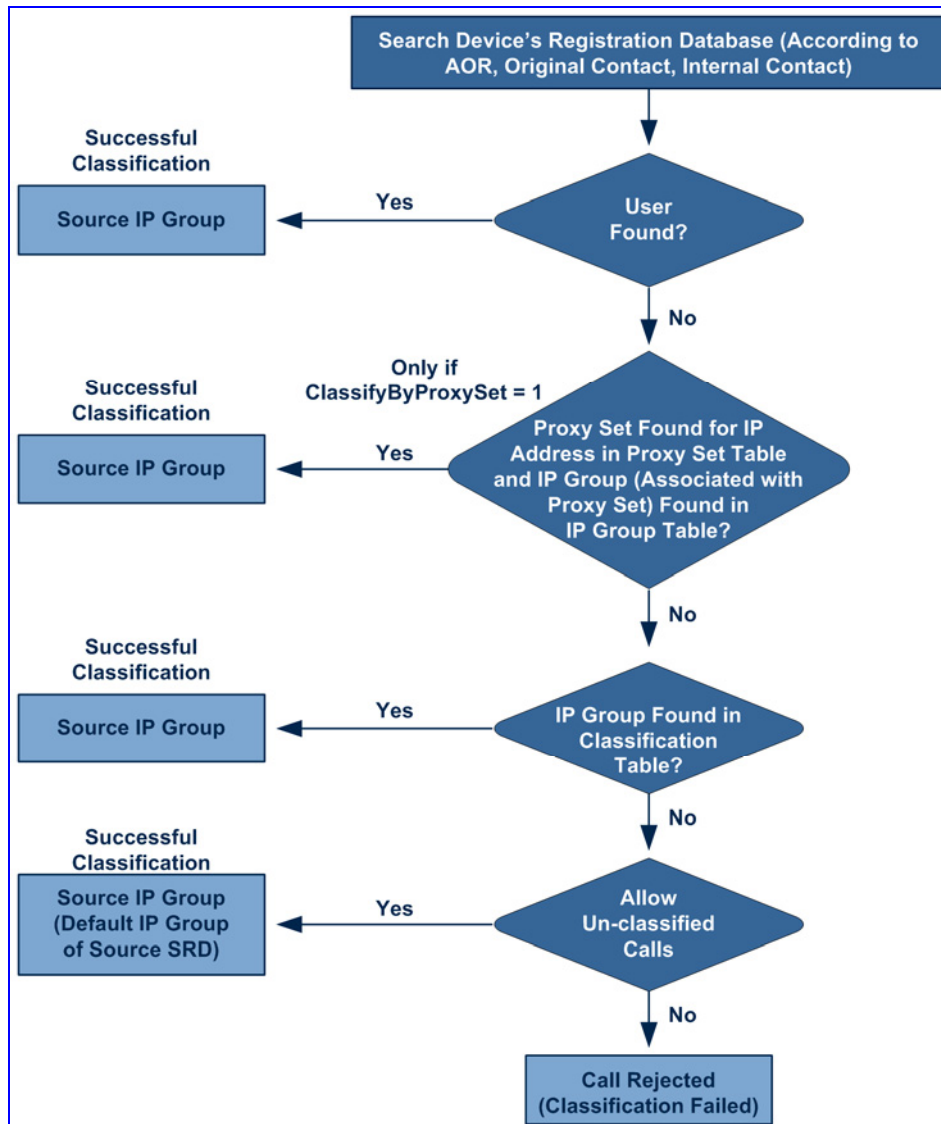 Search Device's Registration Database (According to
AOR, Original Contact, Internal Contact)
Successful
Classification
Source IP Group
Yes
User
Found?
No
Only if
ClassifyByProxySet = 1
Successful
Classification
Source IP Group
Yes
Proxy Set Found for IP
Address in Proxy Set Table
and IP Group (Associated with
Proxy Set) Found in
IP Group Table?
No
Successful
Classification
Source IP Group
Yes
IP Group Found in
Classification
Table?
No
Successful
Classification
Source IP Group
(Default IP Group
of Source SRD)
Yes
Allow
Un-classified
Calls
No
Call Rejected
(Classification Failed)